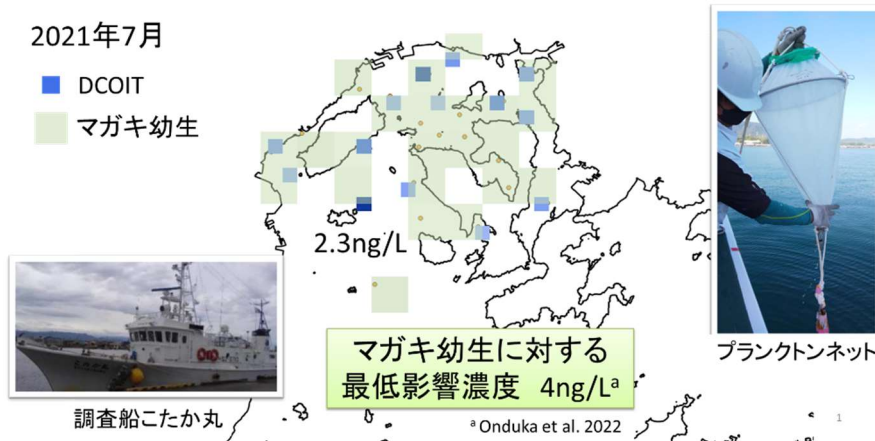 2021年7月
DCOIT
マガキ幼生
2.3ng/L
マガキ幼生に対する
最低影響濃度 4ng/Lª
ª Onduka et al. 2022
調査船こたか丸
プランクトンネット
1